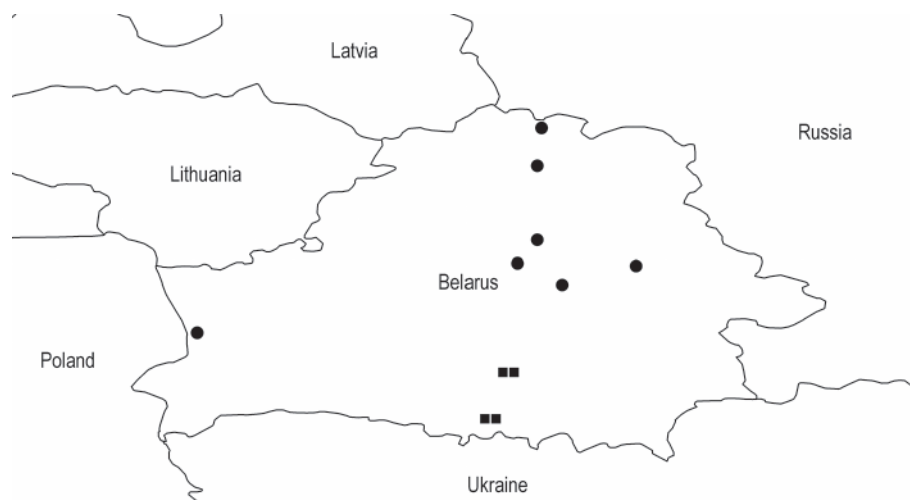 Latvia
Russia
Lithuania
Belarus
Poland
Ukraine